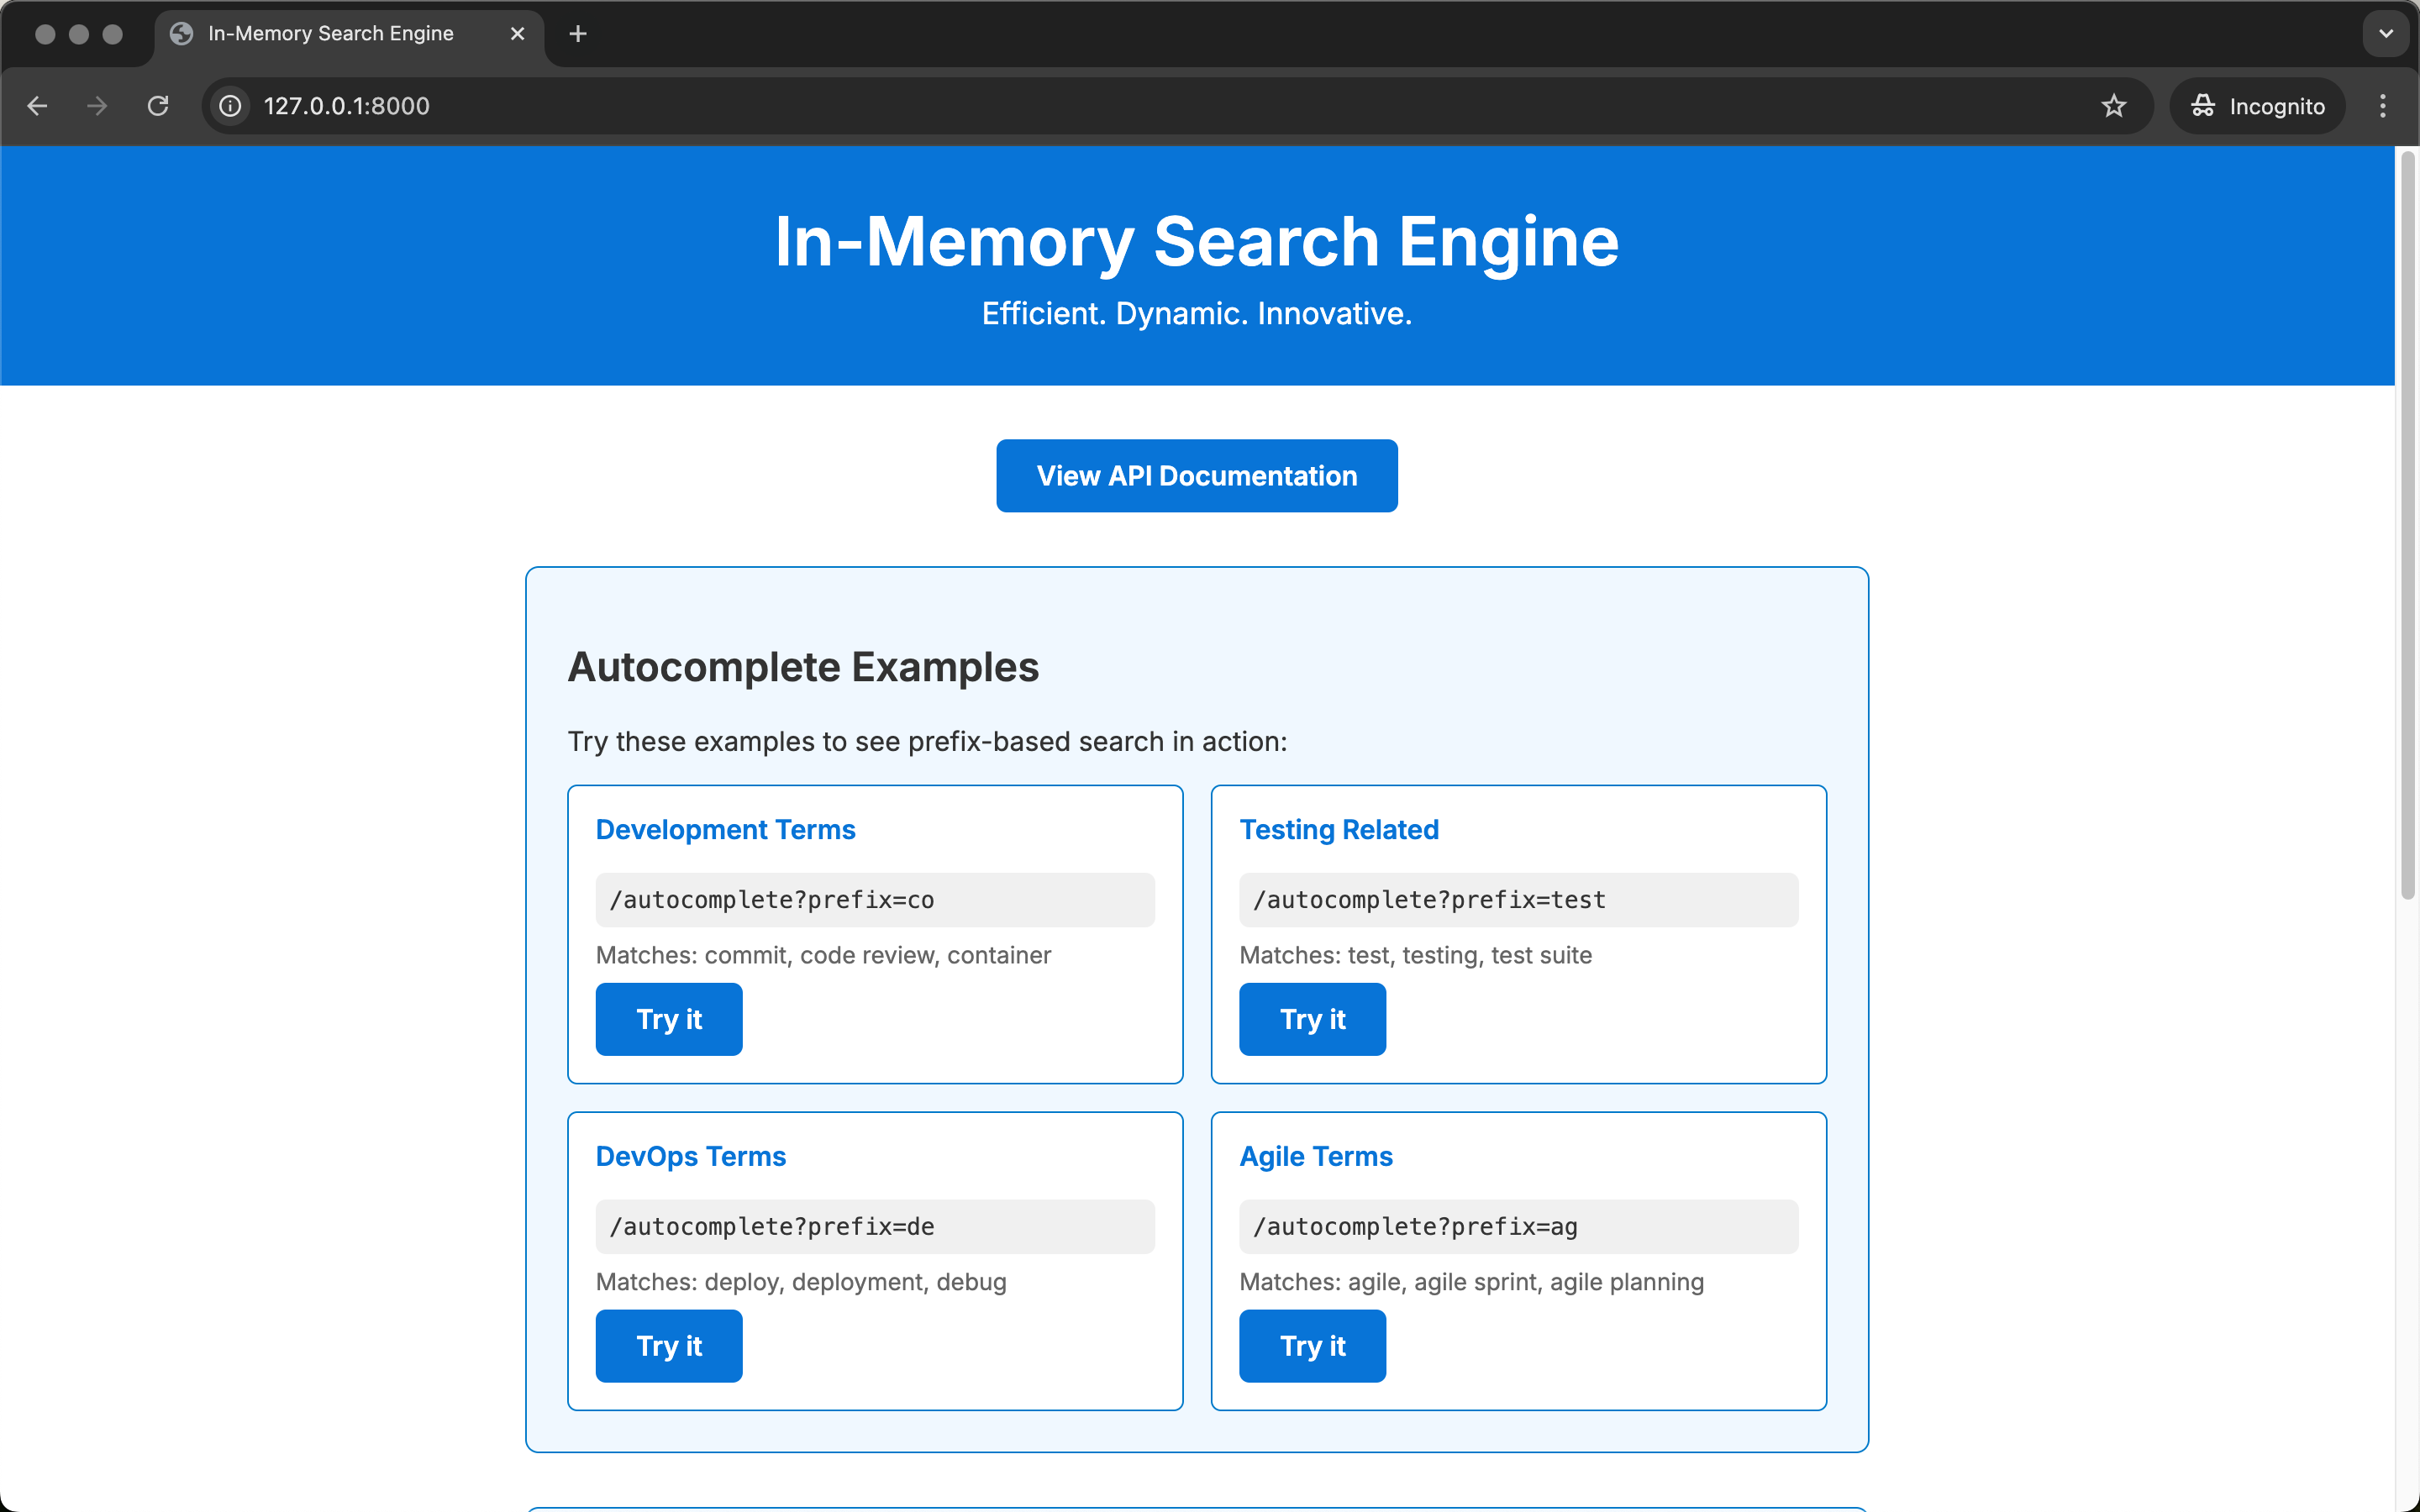 In-Memory Search Engine
127.0.0.1:8000
Incognito
In-Memory Search Engine
Efficient. Dynamic. Innovative.
View API Documentation
Autocomplete Examples
Try these examples to see prefix-based search in action:
Development Terms
/autocomplete?prefix=co
Matches: commit, code review, container
Try it
Testing Related
/autocomplete?prefix=test
Matches: test, testing, test suite
Try it
DevOps Terms
/autocomplete?prefix=de
Matches: deploy, deployment, debug
Try it
Agile Terms
/autocomplete?prefix=ag
Matches: agile, agile sprint, agile planning
Try it